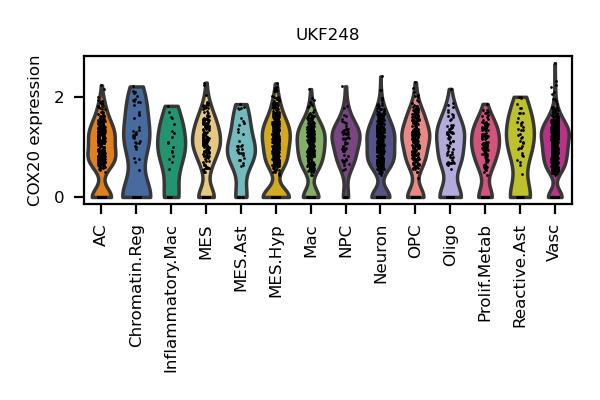 UKF248
COX20 expression
2
0
AC
Chromatin.Reg
Inflammatory.Mac
MES
MES.Ast
MES.Hyp
Mac
NPC
Neuron
OPC
Oligo
Prolif.Metab
Reactive.Ast
Vasc